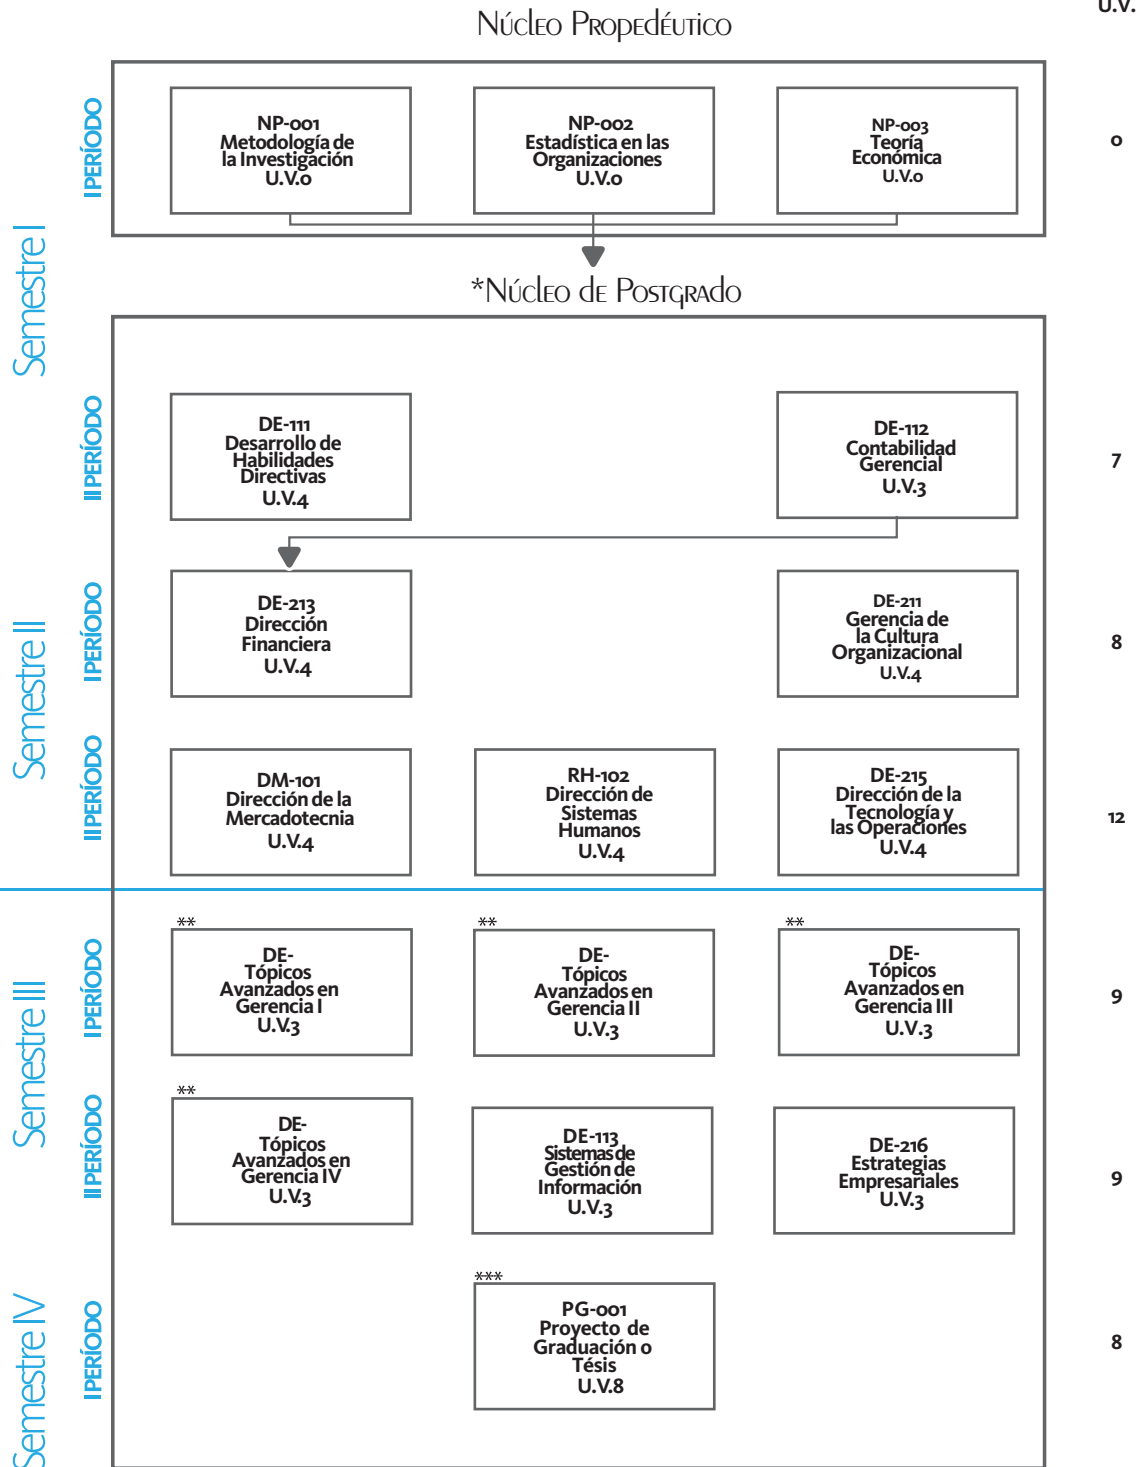 U.V.
Núcleo Propedéutico
Semestre I
I PERÍODO
NP-001
Metodología de
la Investigación
U.V.0
NP-002
Estadística en las
Organizaciones
U.V.0
NP-003
Teoría
Económica
U.V.0
0
*Núcleo de Postgrado
II PERÍODO
DE-111
Desarrollo de
Habilidades
Directivas
U.V.4
DE-112
Contabilidad
Gerencial
U.V.3
7
Semestre II
I PERÍODO
DE-213
Dirección
Financiera
U.V.4
DE-211
Gerencia de
la Cultura
Organizacional
U.V.4
8
II PERÍODO
DM-101
Dirección de la
Mercadotecnia
U.V.4
RH-102
Dirección de
Sistemas
Humanos
U.V.4
DE-215
Dirección de la
Tecnología y
las Operaciones
U.V.4
12
Semestre III
I PERÍODO
**
DE-
Tópicos
Avanzados en
Gerencia I
U.V.3
**
DE-
Tópicos
Avanzados en
Gerencia II
U.V.3
**
DE-
Tópicos
Avanzados en
Gerencia III
U.V.3
9
II PERÍODO
**
DE-
Tópicos
Avanzados en
Gerencia IV
U.V.3
DE-113
Sistemas de
Gestión de
Información
U.V.3
DE-216
Estrategias
Empresariales
U.V.3
9
Semestre IV
I PERÍODO
***
PG-001
Proyecto de
Graduación o
Tésis
U.V.8
8